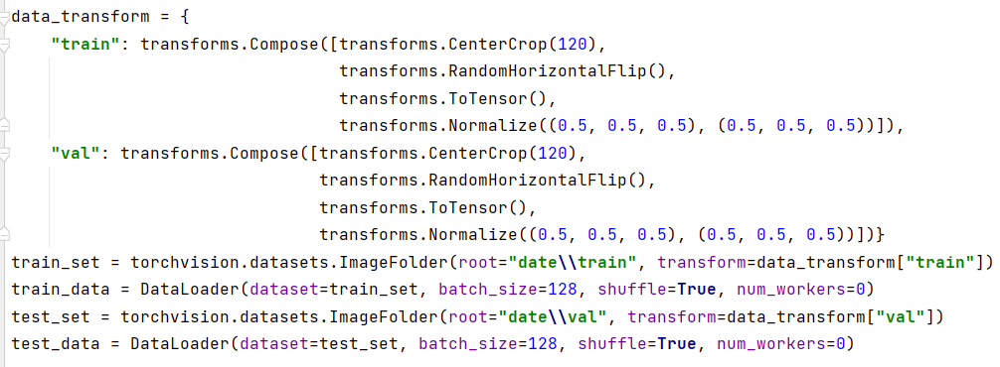 data_transform = {
    "train": transforms.Compose([transforms.CenterCrop(120),
                                 transforms.RandomHorizontalFlip(),
                                 transforms.ToTensor(),
                                 transforms.Normalize((0.5, 0.5, 0.5), (0.5, 0.5, 0.5))]),
    "val": transforms.Compose([transforms.CenterCrop(120),
                               transforms.RandomHorizontalFlip(),
                               transforms.ToTensor(),
                               transforms.Normalize((0.5, 0.5, 0.5), (0.5, 0.5, 0.5))])}
train_set = torchvision.datasets.ImageFolder(root="date\\train", transform=data_transform["train"])
train_data = DataLoader(dataset=train_set, batch_size=128, shuffle=True, num_workers=0)
test_set = torchvision.datasets.ImageFolder(root="date\\val", transform=data_transform["val"])
test_data = DataLoader(dataset=test_set, batch_size=128, shuffle=True, num_workers=0)